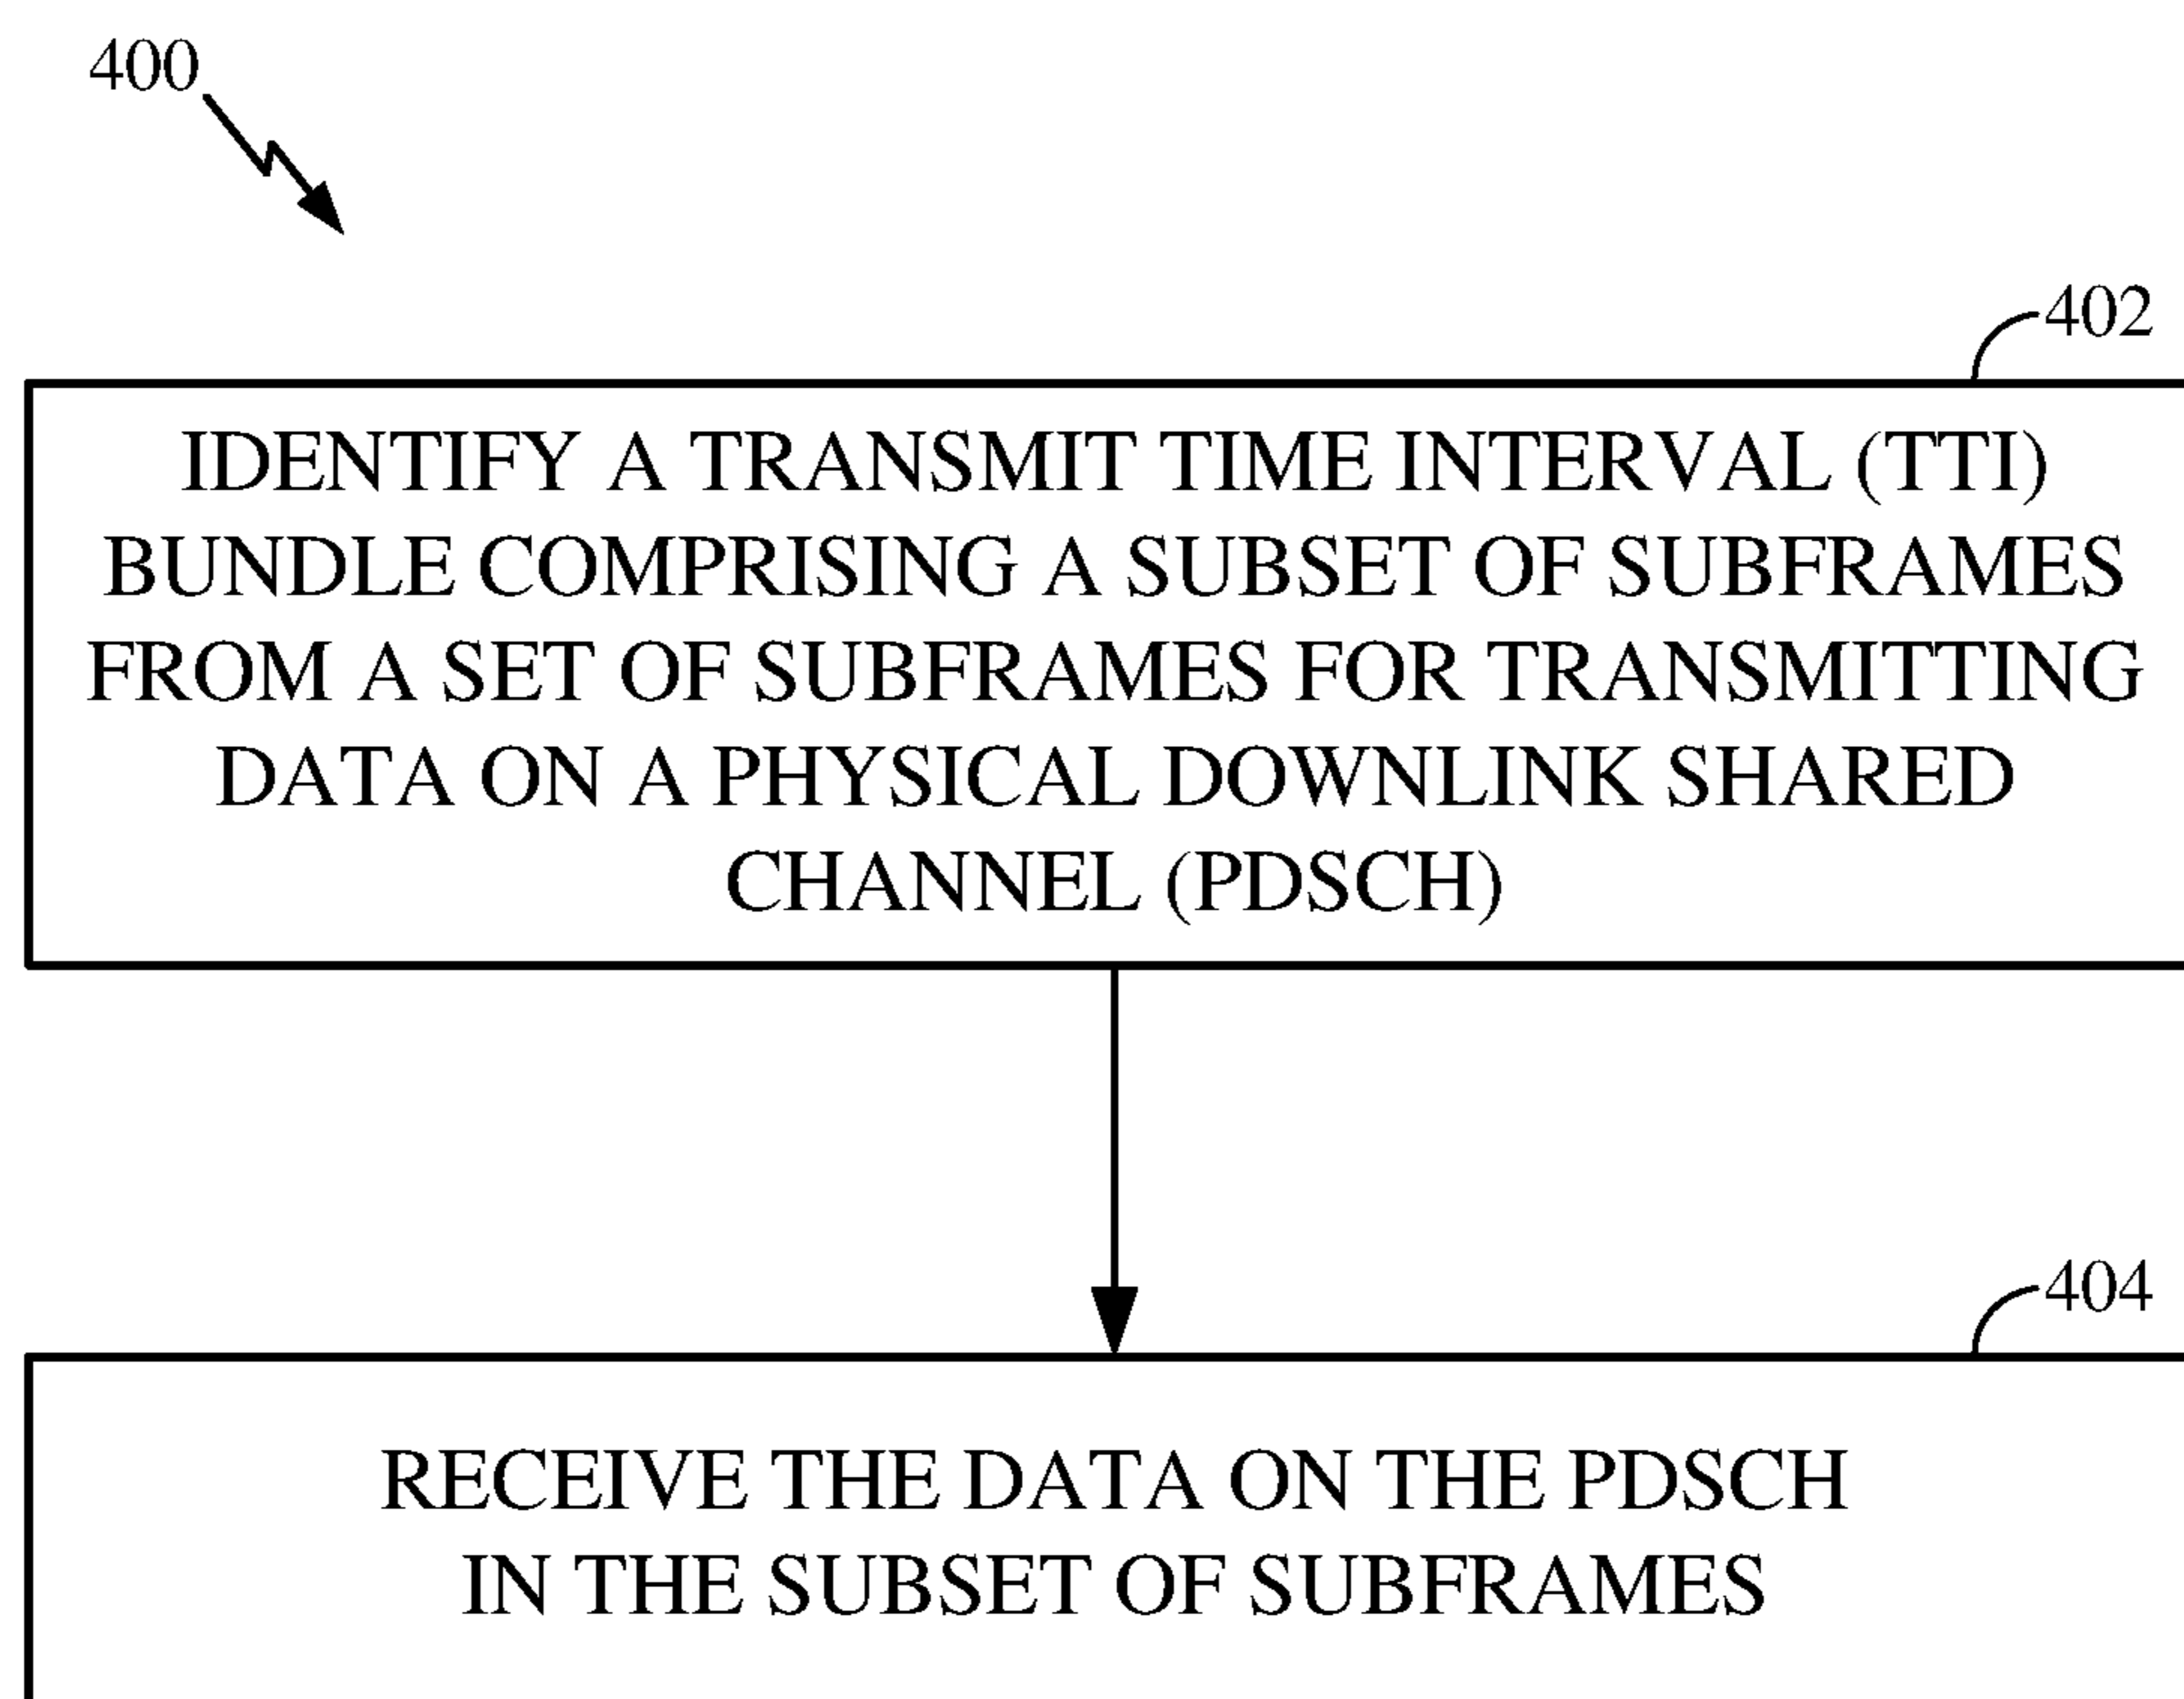 400
402
IDENTIFY A TRANSMIT TIME INTERVAL (TTI)
BUNDLE COMPRISING A SUBSET OF SUBFRAMES
FROM A SET OF SUBFRAMES FOR TRANSMITTING
DATA ON A PHYSICAL DOWNLINK SHARED
CHANNEL (PDSCH)
404
RECEIVE THE DATA ON THE PDSCH
IN THE SUBSET OF SUBFRAMES